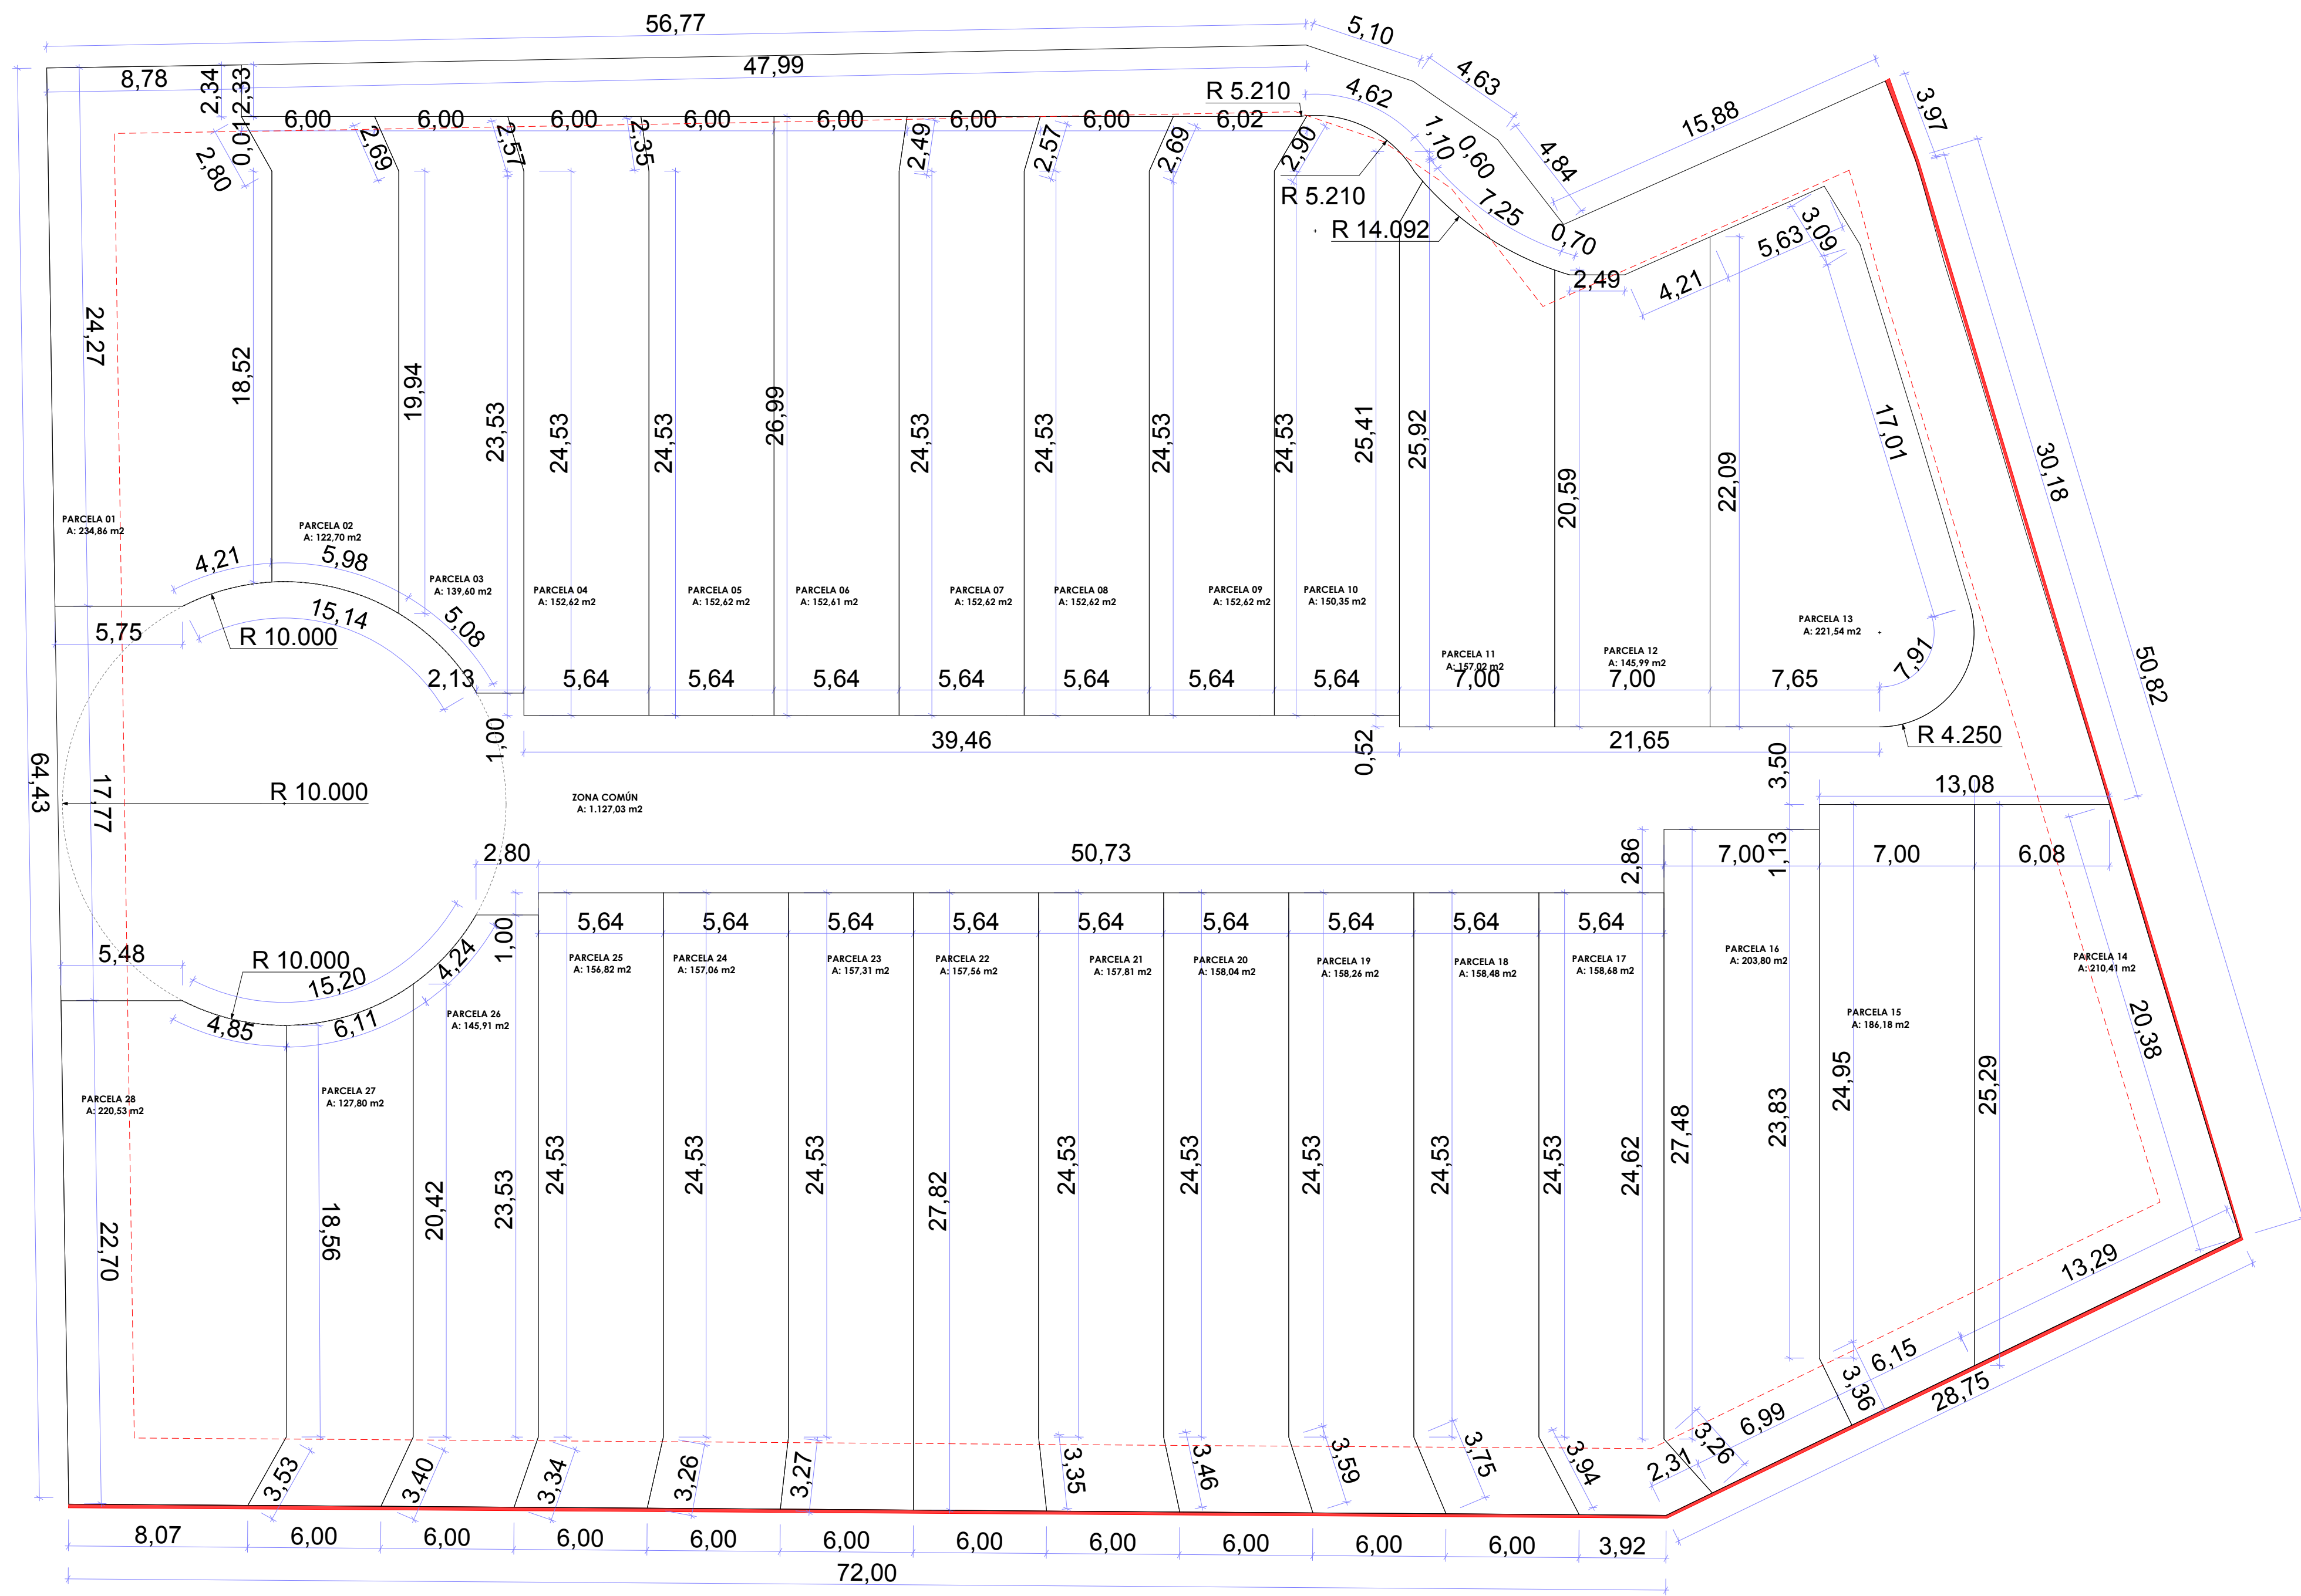 56,77
5,10
4,63
4,84
15,88
3,97
8,78
2,34
2,33
47,99
R 5.210
4,62
1,10
0,60
0,01
6,00
6,00
6,00
6,00
6,00
6,00
6,00
6,02
2,80
2,69
2,57
2,35
2,49
2,57
2,69
2,90
R 5.210
R 14.092
7,25
0,70
2,49
4,21
5,63
3,09
24,27
18,52
19,94
23,53
24,53
24,53
26,99
24,53
24,53
24,53
24,53
25,41
25,92
20,59
22,09
17,01
30,18
50,82
PARCELA 01
A: 234,86 m2
PARCELA 02
A: 122,70 m2
PARCELA 03
A: 139,60 m2
PARCELA 04
A: 152,62 m2
PARCELA 05
A: 152,62 m2
PARCELA 06
A: 152,61 m2
PARCELA 07
A: 152,62 m2
PARCELA 08
A: 152,62 m2
PARCELA 09
A: 152,62 m2
PARCELA 10
A: 150,35 m2
PARCELA 11
A: 157,02 m2
PARCELA 12
A: 145,99 m2
PARCELA 13
A: 221,54 m2
4,21
5,98
15,14
5,08
R 10.000
5,75
2,13
1,00
5,64
5,64
5,64
5,64
5,64
5,64
5,64
7,00
7,00
7,65
7,91
39,46
0,52
21,65
R 4.250
3,50
64,43
17,77
R 10.000
ZONA COMÚN
A: 1.127,03 m2
13,08
2,80
50,73
2,86
7,00
1,13
7,00
6,08
5,48
R 10.000
15,20
4,24
1,00
4,85
6,11
5,64
5,64
5,64
5,64
5,64
5,64
5,64
5,64
5,64
PARCELA 25
A: 156,82 m2
PARCELA 24
A: 157,06 m2
PARCELA 23
A: 157,31 m2
PARCELA 22
A: 157,56 m2
PARCELA 21
A: 157,81 m2
PARCELA 20
A: 158,04 m2
PARCELA 19
A: 158,26 m2
PARCELA 18
A: 158,48 m2
PARCELA 17
A: 158,68 m2
PARCELA 16
A: 203,80 m2
PARCELA 14
A: 210,41 m2
PARCELA 15
A: 186,18 m2
PARCELA 26
A: 145,91 m2
PARCELA 27
A: 127,80 m2
PARCELA 28
A: 220,53 m2
22,70
18,56
20,42
23,53
24,53
24,53
24,53
27,82
24,53
24,53
24,53
24,53
24,53
24,62
27,48
23,83
24,95
25,29
20,38
13,29
6,15
28,75
3,36
6,99
3,26
2,31
3,53
3,40
3,34
3,26
3,27
3,35
3,46
3,59
3,75
3,94
8,07
6,00
6,00
6,00
6,00
6,00
6,00
6,00
6,00
6,00
6,00
3,92
72,00